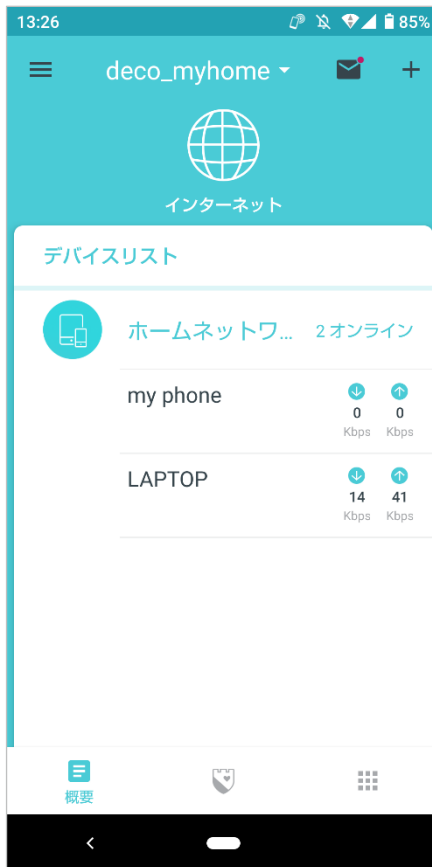 13:26 85%
deco_myhome
インターネット
デバイスリスト
ホームネットワ... 2 オンライン
my phone 0 0
Kbps Kbps
LAPTOP 14 41
Kbps Kbps
概要